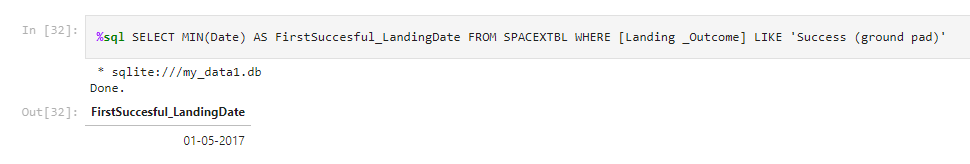 In [32]: %sql SELECT MIN(Date) AS FirstSuccesful_LandingDate FROM SPACEXTBL WHERE [Landing _Outcome] LIKE 'Success (ground pad)'
* sqlite:///my_data1.db
Done.
Out[32]: FirstSuccesful_LandingDate
01-05-2017